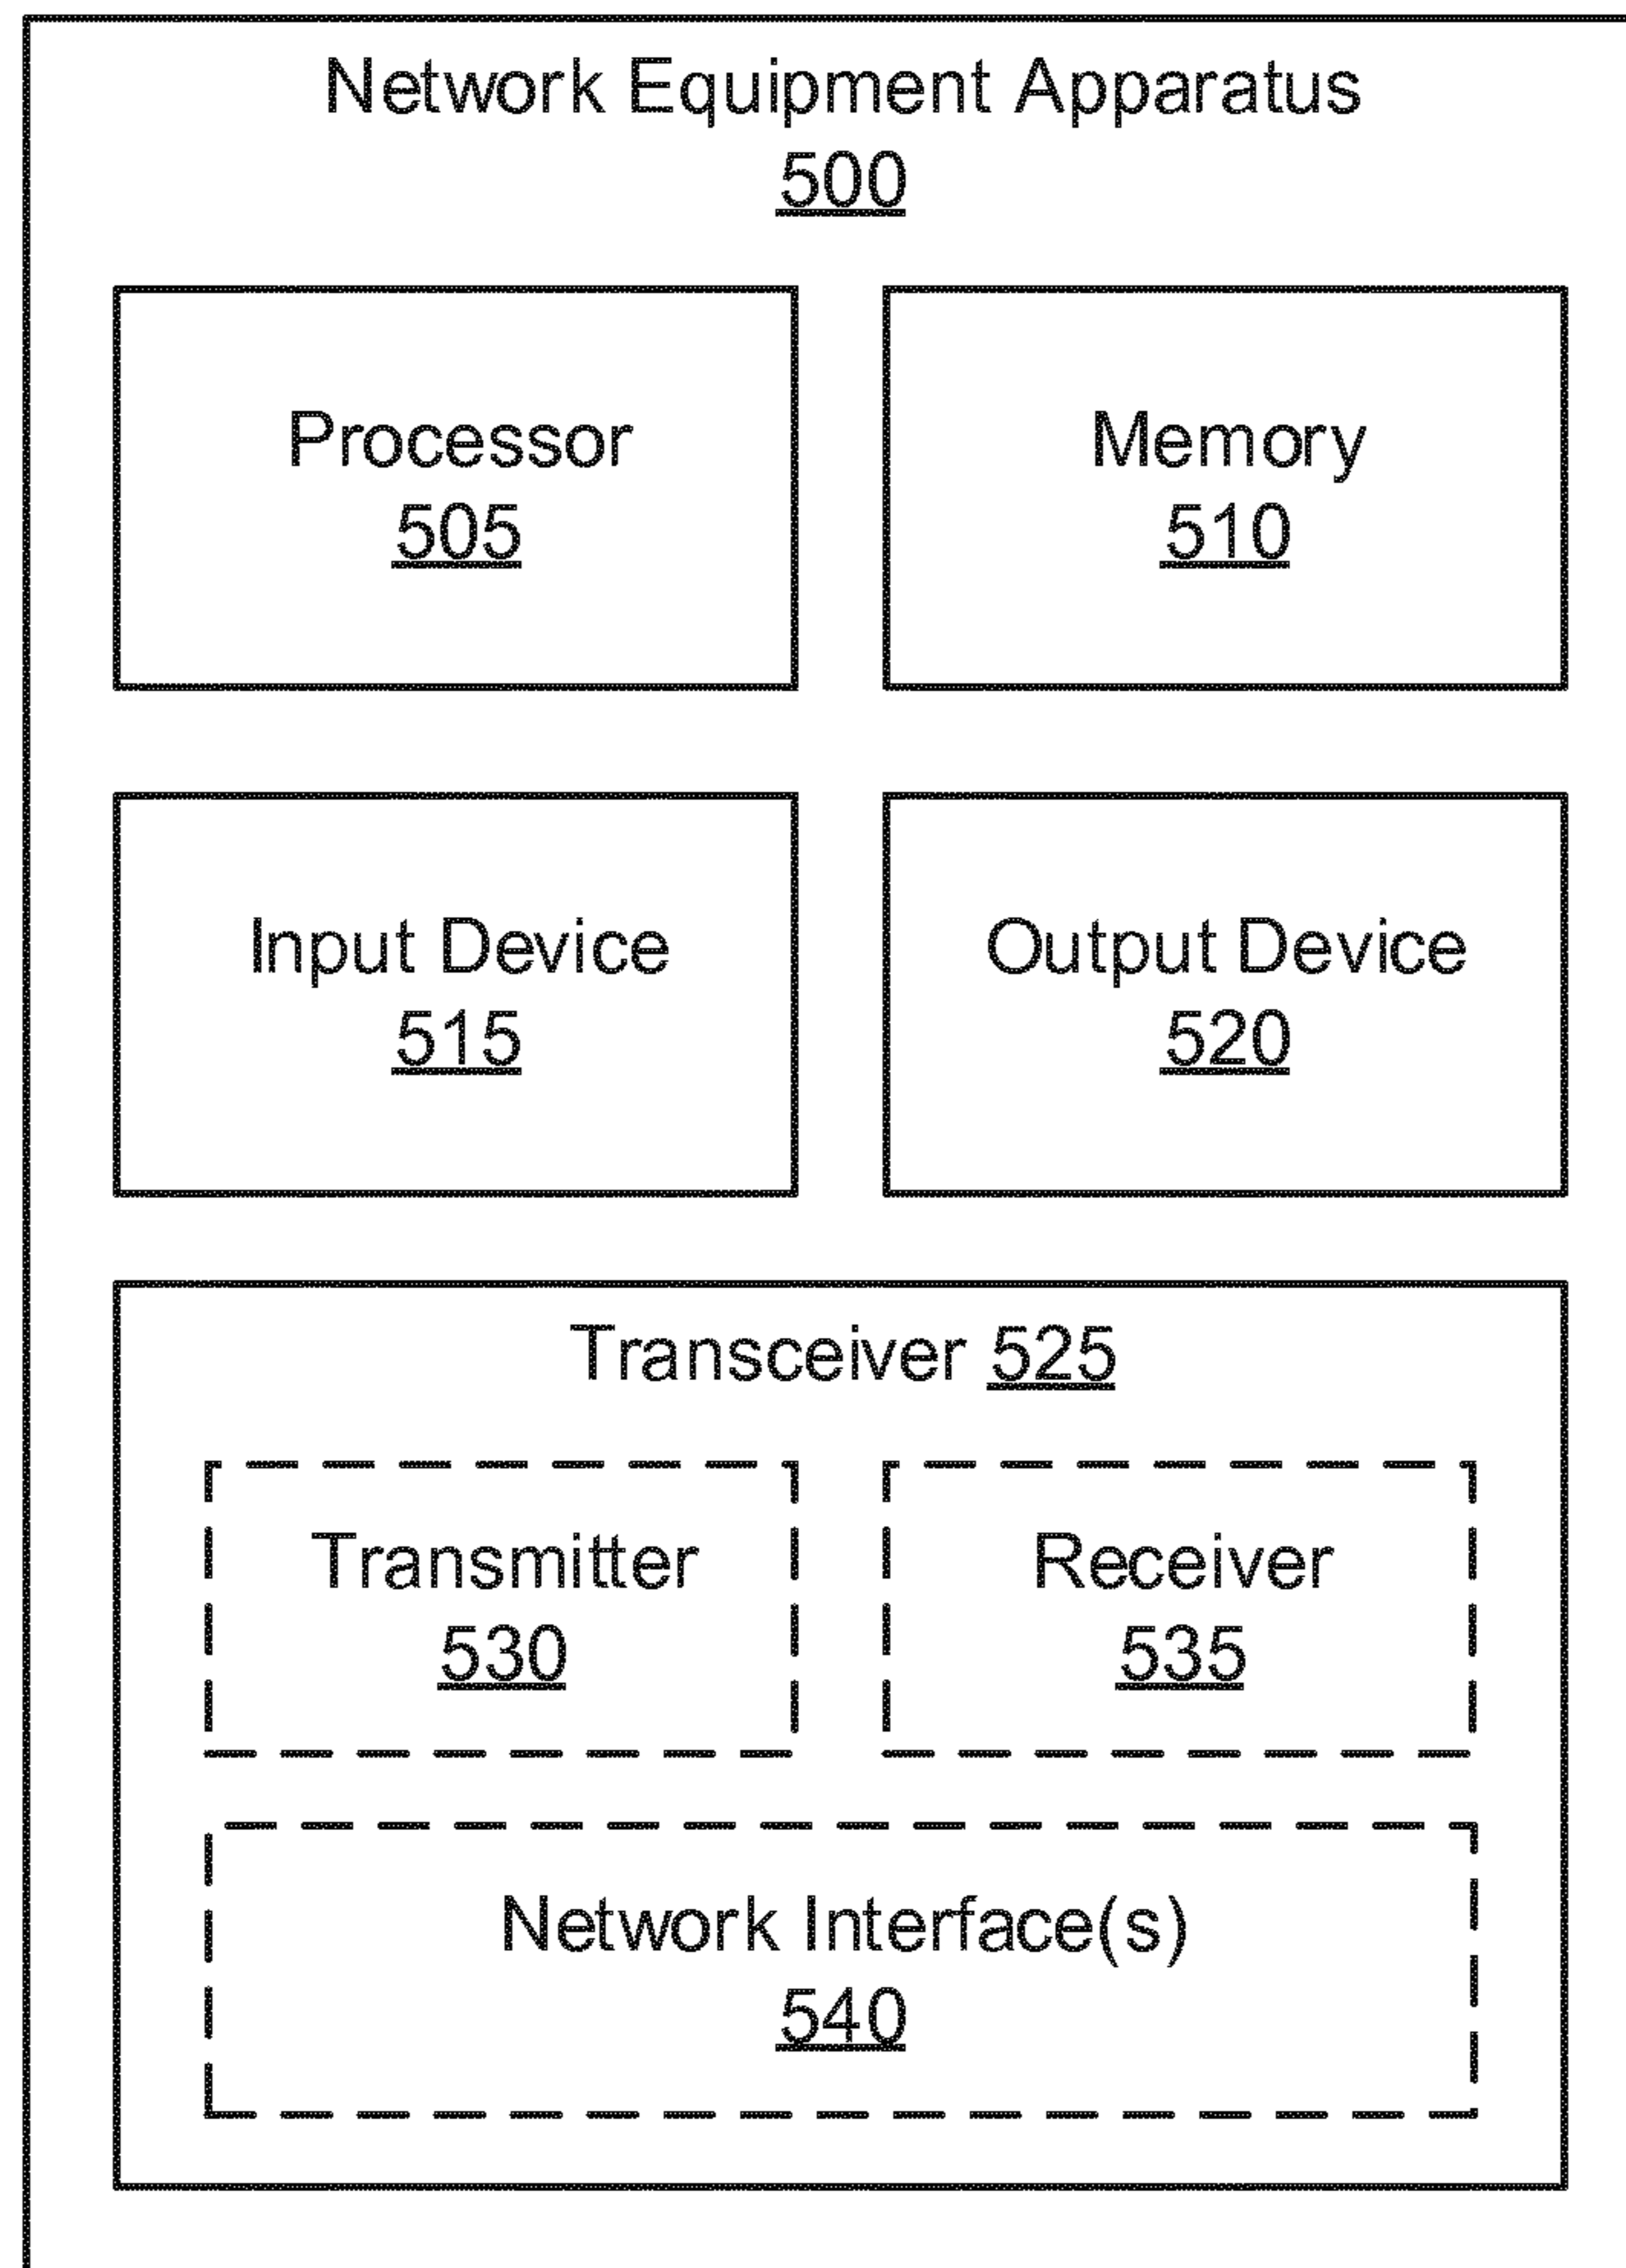 Network Equipment Apparatus
500
Processor
505
Memory
510
Input Device
515
Output Device
520
Transceiver 525
Transmitter
530
Receiver
535
Network Interface(s)
540